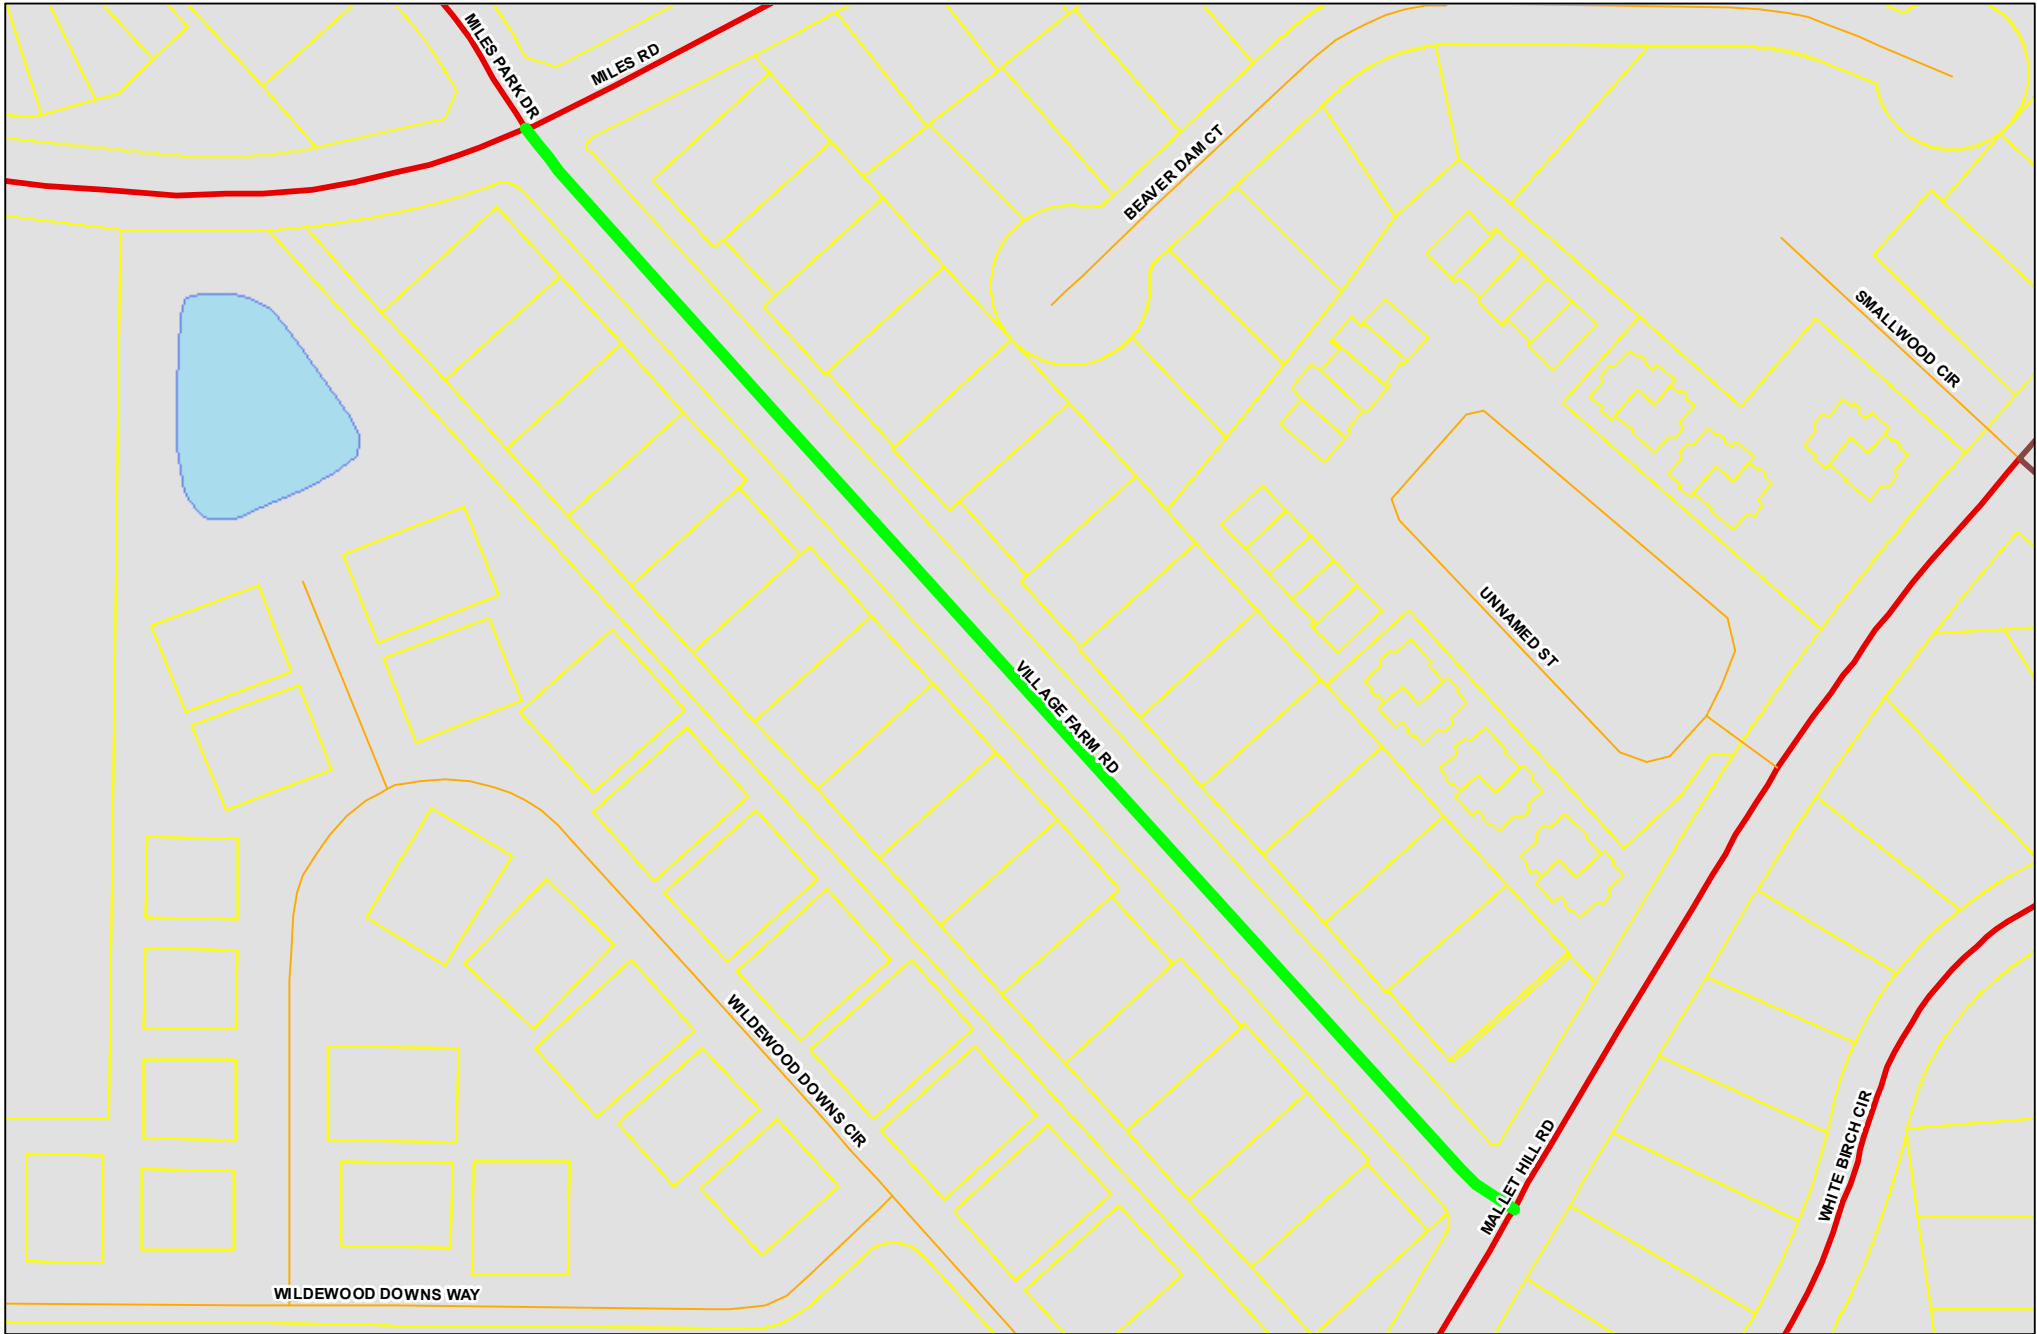 MILES PARK DR
MILES RD
BEAVER DAM CT
SMALLWOOD CIR
UNNAMED ST
VILLAGE FARM RD
WILDEWOOD DOWNS CIR
MALLET HILL RD
WHITE BIRCH CIR
WILDEWOOD DOWNS WAY